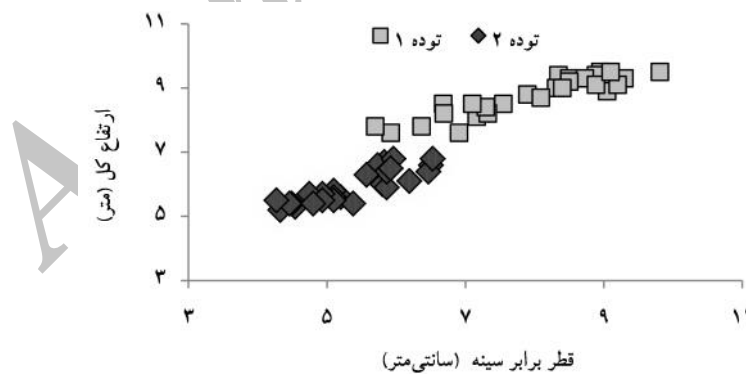 ۱۱
توده ۱ توده ۲
۹
۷
۵
۳
ارتفاع کل (متر)
۳ ۵ ۷ ۹ ۱۱
قطر برابر سینه (سانتی‌متر)
A